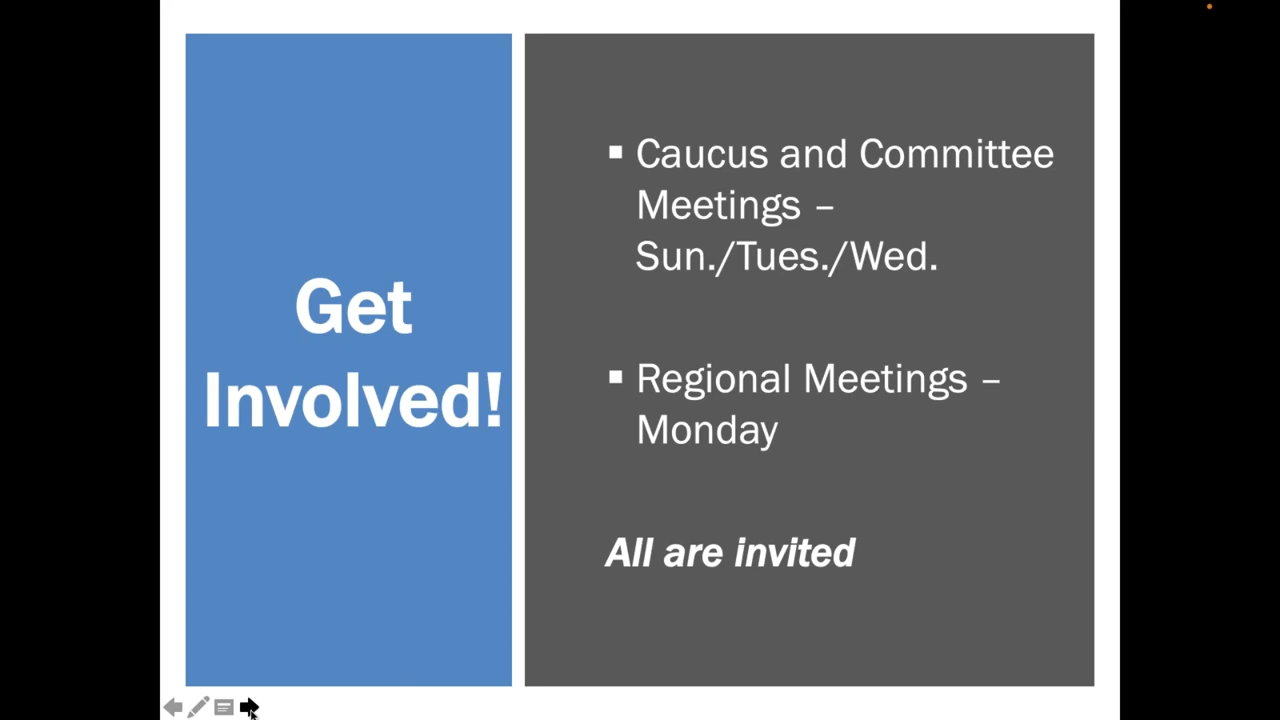 Get
Involved!
▪ Caucus and Committee
Meetings –
Sun./Tues./Wed.
▪ Regional Meetings –
Monday
All are invited